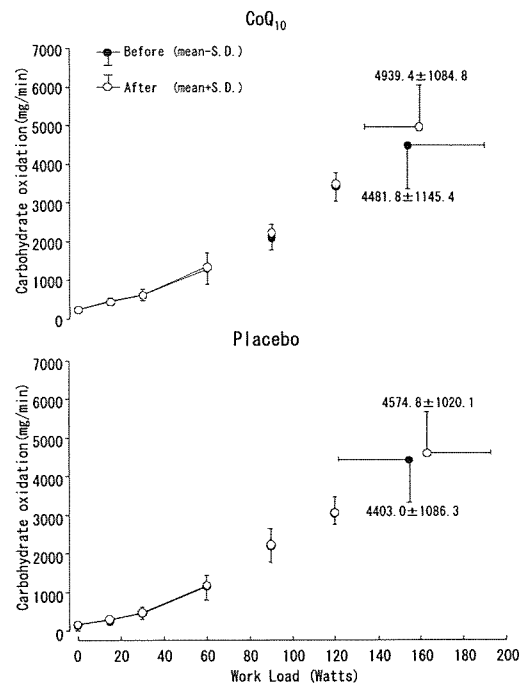 CoQ10
Carbohydrate oxidation(mg/min)
7000
6000
5000
4000
3000
2000
1000
0
Before (mean-S.D.)
After (mean+S.D.)
4939.4±1084.8
4481.8±1145.4
Placebo
Carbohydrate oxidation(mg/min)
7000
6000
5000
4000
3000
2000
1000
0
4574.8±1020.1
4403.0±1086.3
0 20 40 60 80 100 120 140 160 180 200
Work Load (Watts)